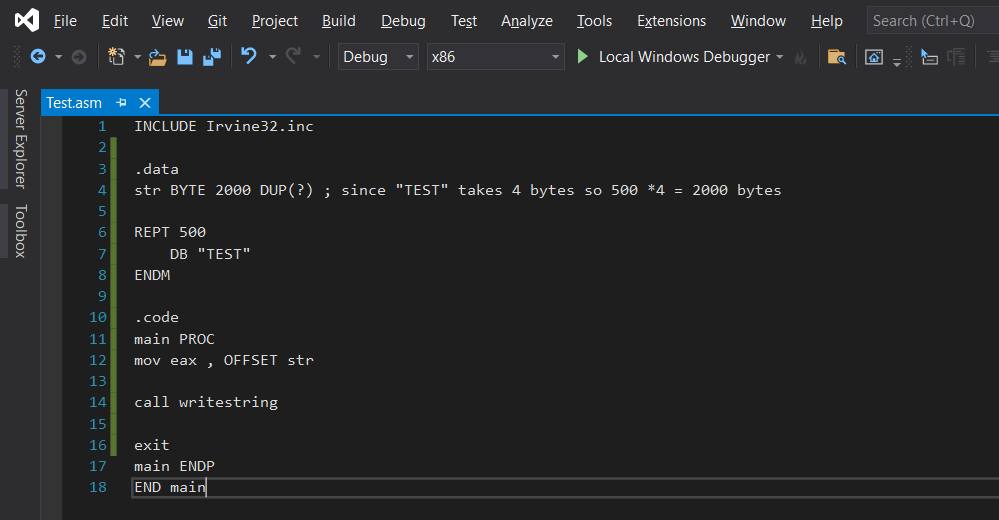 File Edit View Git Project Build Debug Test Analyze Tools Extensions Window Help Search (Ctrl+Q)
Debug x86 Local Windows Debugger
Server Explorer
Toolbox
Test.asm
1 INCLUDE Irvine32.inc
2
3 .data
4 str BYTE 2000 DUP(?) ; since "TEST" takes 4 bytes so 500 *4 = 2000 bytes
5
6 REPT 500
7 DB "TEST"
8 ENDM
9
10 .code
11 main PROC
12 mov eax , OFFSET str
13
14 call writestring
15
16 exit
17 main ENDP
18 END main